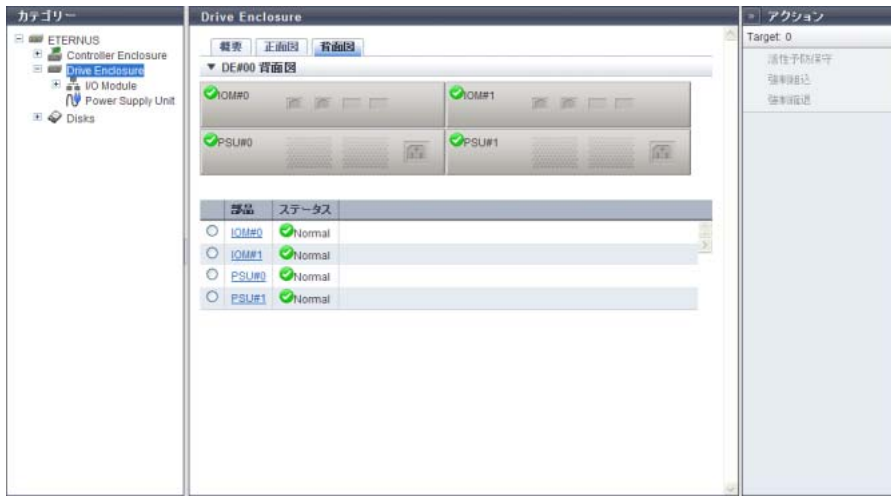 カテゴリー
ETERNUS
Controller Enclosure
Drive Enclosure
I/O Module
Power Supply Unit
Disks
Drive Enclosure
概要 正面図 背面図
▼ DE#00 背面図
IOM#0 IOM#1
PSU#0 PSU#1
部品 ステータス
IOM#0 Normal
IOM#1 Normal
PSU#0 Normal
PSU#1 Normal
» アクション
Target: 0
活性予防保守
強制組込
強制縮退